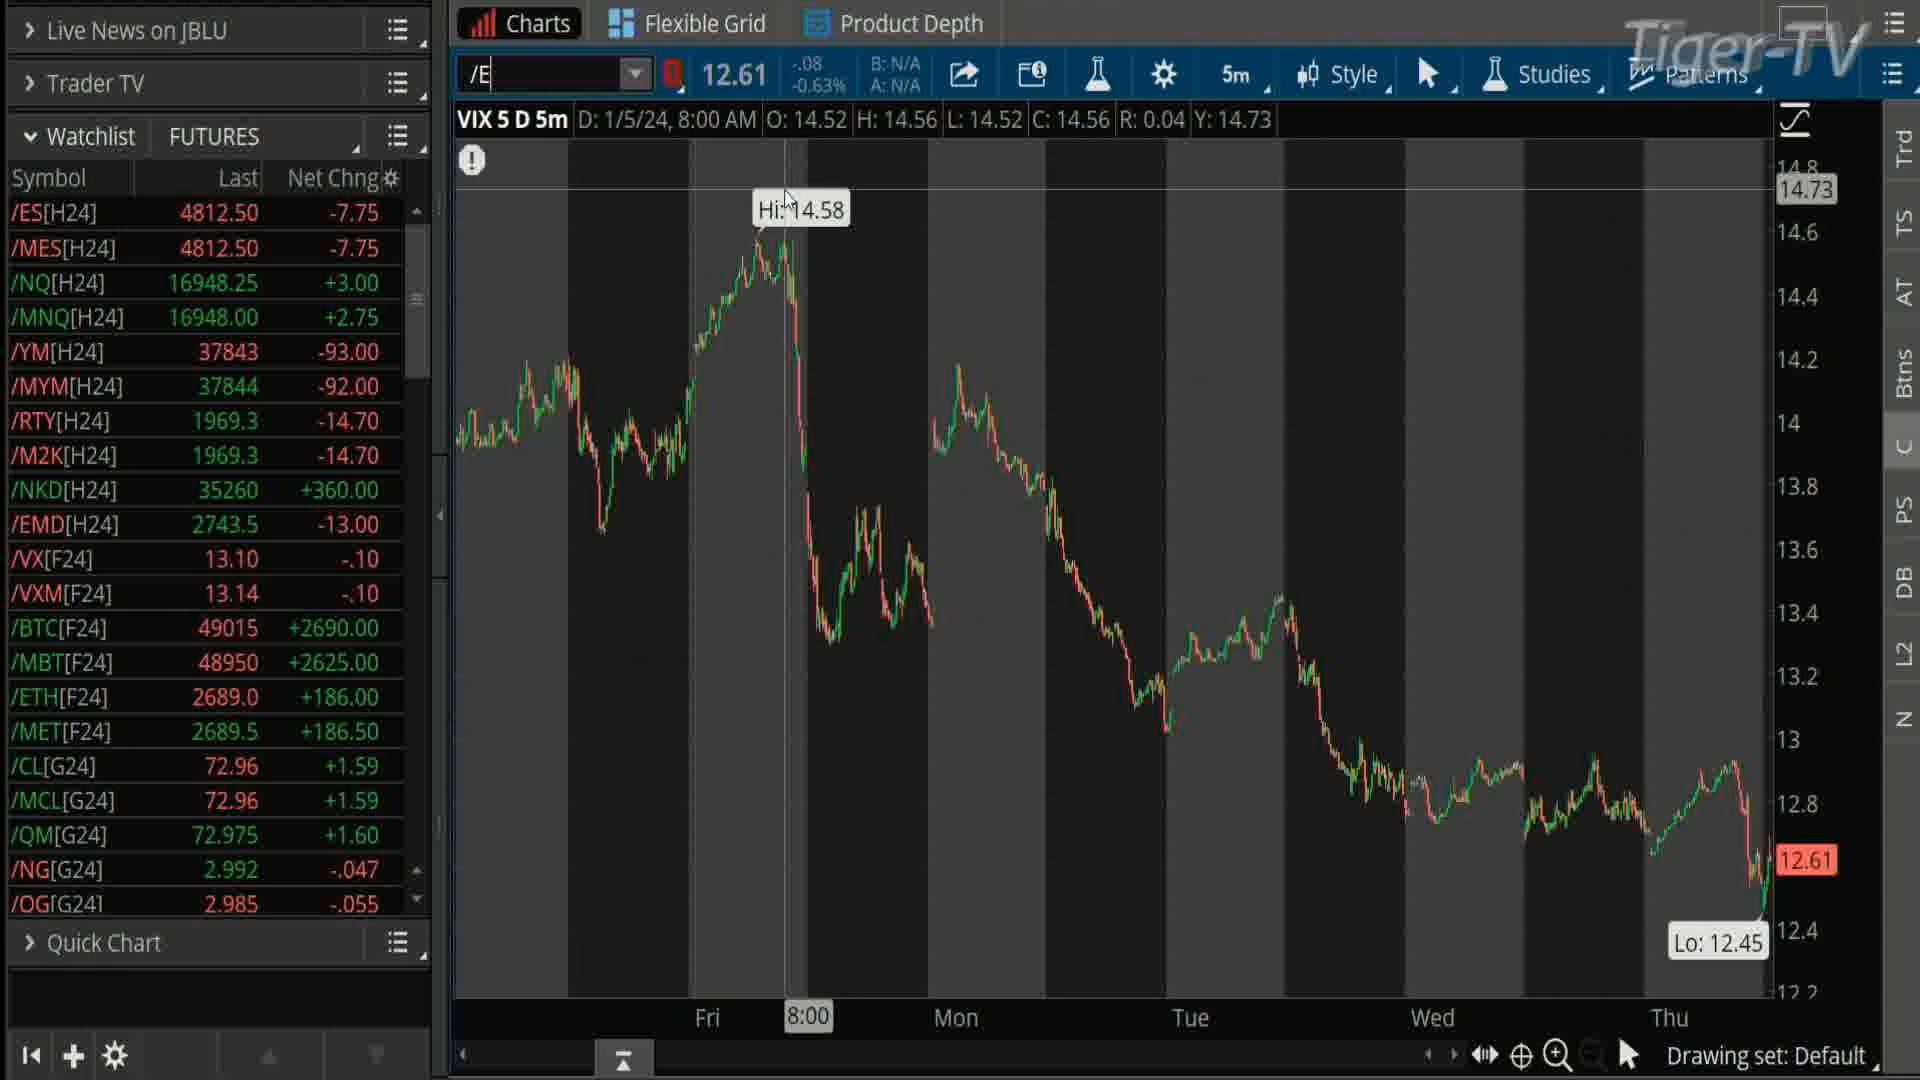 Live News on JBLU
Trader TV
Watchlist FUTURES
Symbol Last Net Chng
/ES[H24] 4812.50 -7.75
/MES[H24] 4812.50 -7.75
/NQ[H24] 16948.25 +3.00
/MNQ[H24] 16948.00 +2.75
/YM[H24] 37843 -93.00
/MYM[H24] 37844 -92.00
/RTY[H24] 1969.3 -14.70
/M2K[H24] 1969.3 -14.70
/NKD[H24] 35260 +360.00
/EMD[H24] 2743.5 -13.00
/VX[F24] 13.10 -.10
/VXM[F24] 13.14 -.10
/BTC[F24] 49015 +2690.00
/MBT[F24] 48950 +2625.00
/ETH[F24] 2689.0 +186.00
/MET[F24] 2689.5 +186.50
/CL[G24] 72.96 +1.59
/MCL[G24] 72.96 +1.59
/QM[G24] 72.975 +1.60
/NG[G24] 2.992 -.047
/QG[G24] 2.985 -.055
Quick Chart
Charts Flexible Grid Product Depth
Tiger-TV
/E 12.61 -.08 B: N/A
-0.63% A: N/A
5m Style Studies Patterns
VIX 5 D 5m D: 1/5/24, 8:00 AM O: 14.52 H: 14.56 L: 14.52 C: 14.56 R: 0.04 Y: 14.73
Hi: 14.58
14.8
14.73
14.6
14.4
14.2
14
13.8
13.6
13.4
13.2
13
12.8
12.61
12.4
12.2
Lo: 12.45
Fri 8:00 Mon Tue Wed Thu
Drawing set: Default
Trd
TS
AT
Btns
C
PS
DB
L2
N